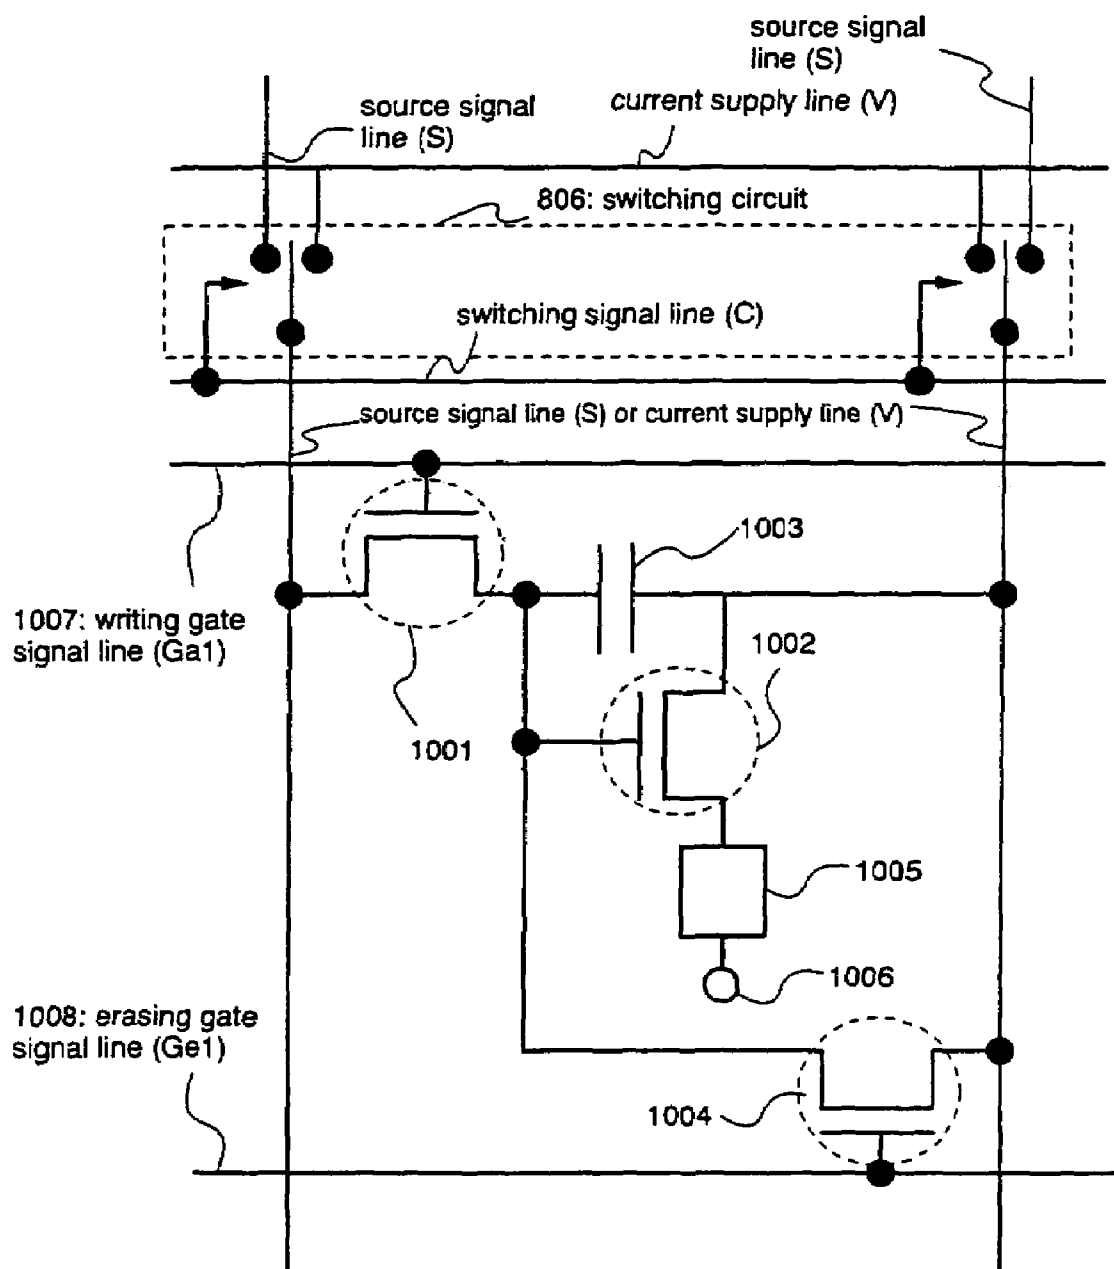 source signal
line (S)
source signal
line (S)
current supply line (V)
806: switching circuit
switching signal line (C)
source signal line (S) or current supply line (V)
1003
1007: writing gate
signal line (Ga1)
1002
1001
1005
1006
1008: erasing gate
signal line (Ge1)
1004